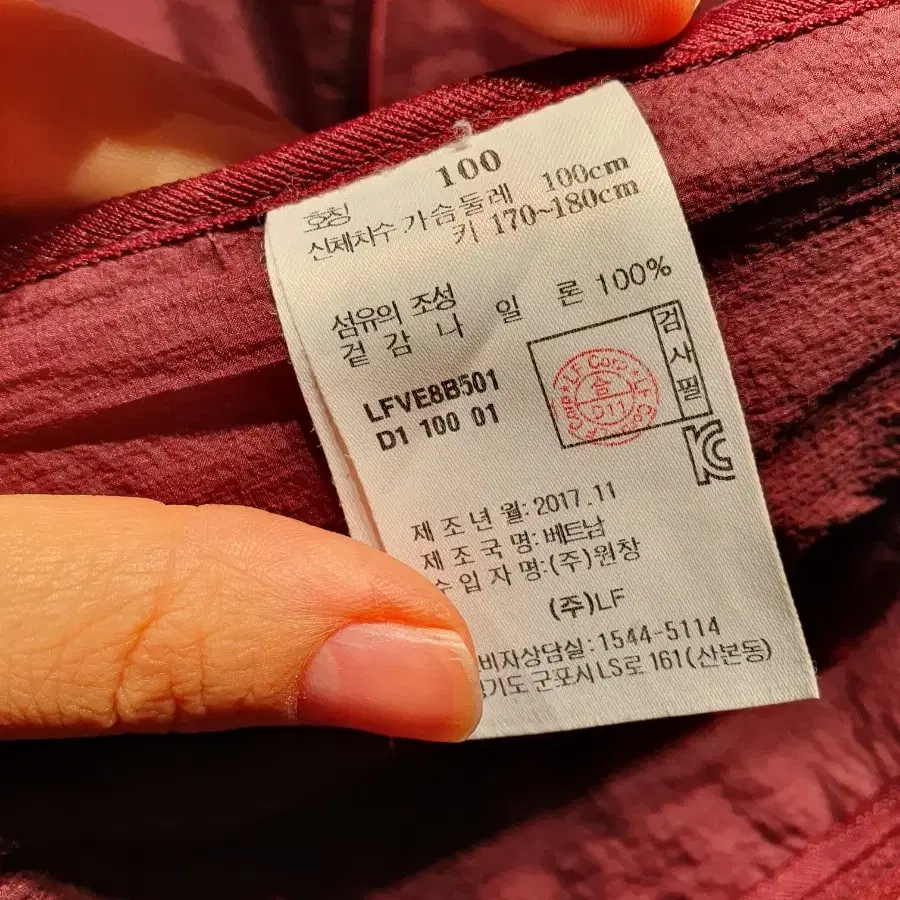 호칭 100
신체치수 가슴둘레 100cm
키 170~180cm
섬유의 조성
겉감 나일론 100%
LFVE8B501
D1 100 01
검사필
LF Corp
D11
제조년월:2017.11
제조국명:베트남
수입자명:(주)원창
(주)LF
비자상담실:1544-5114
기도 군포시 LS로 161(산본동)